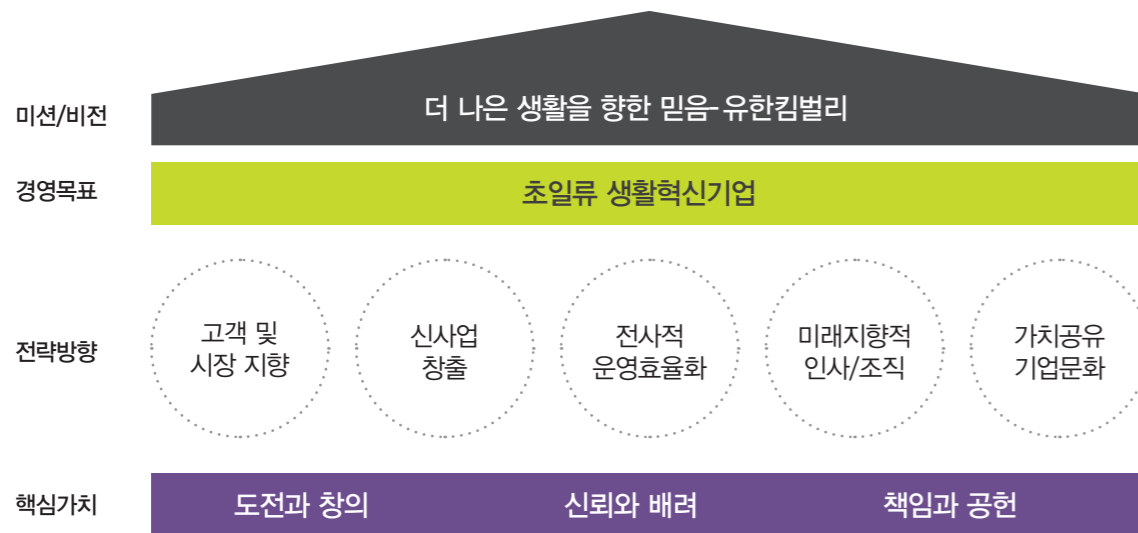 미션/비전
더 나은 생활을 향한 믿음-유한킴벌리
경영목표
초일류 생활혁신기업
전략방향
고객 및
시장 지향
신사업
창출
전사적
운영효율화
미래지향적
인사/조직
가치공유
기업문화
핵심가치
도전과 창의
신뢰와 배려
책임과 공헌